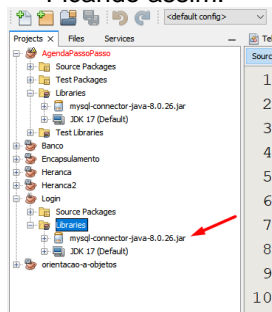 Ficando assim:
<default config>
Projects × Files Services
Te
AgendaPassoPasso
Sourc
Source Packages
1
Test Packages
2
Libraries
mysql-connector-java-8.0.26.jar
3
JDK 17 (Default)
Test Libraries
4
Banco
5
Encapsulamento
Heranca
6
Heranca2
Login
7
Source Packages
8
Libraries
mysql-connector-java-8.0.26.jar
9
JDK 17 (Default)
orientacao-a-objetos
10